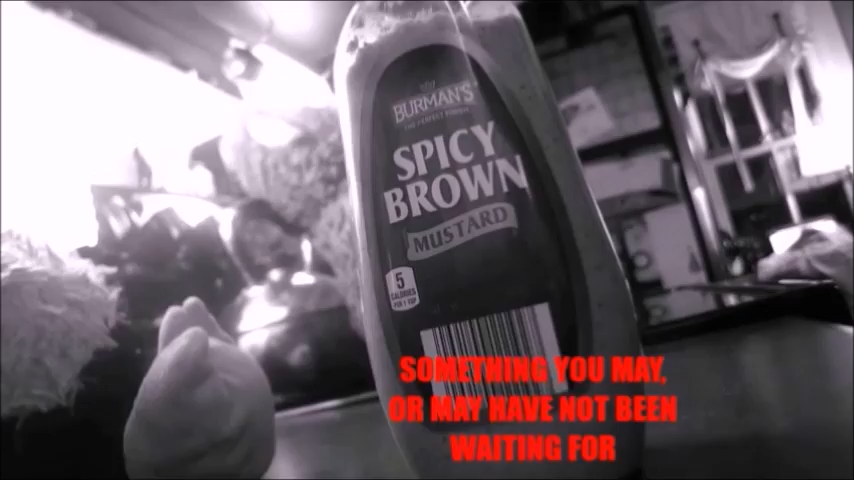 BURMAN'S
THE PERFECT FINISH
SPICY
BROWN
MUSTARD
5
CALORIES
SOMETHING YOU MAY,
OR MAY HAVE NOT BEEN
WAITING FOR